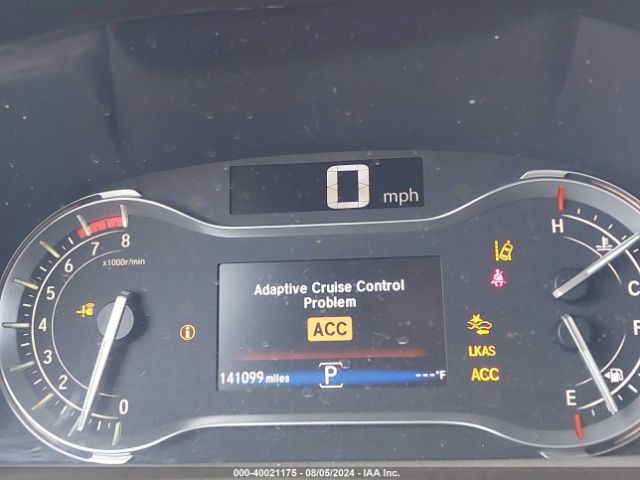 0 mph
8
7
6
5
4
3
2
1
0
x1000r/min
Adaptive Cruise Control
Problem
ACC
141099 miles
P
---°F
H
C
F
E
LKAS
ACC
000-40021175 - 08/05/2024 - IAA Inc.